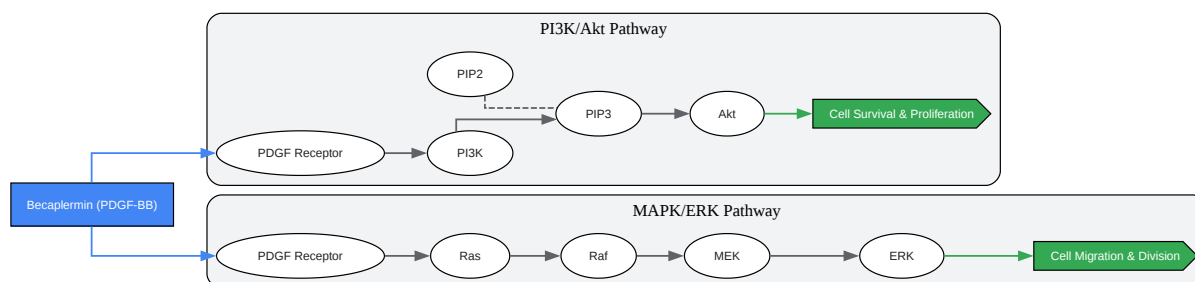 PI3K/Akt Pathway
PIP2
PIP3
Akt
Cell Survival & Proliferation
PDGF Receptor
PI3K
Becaplermin (PDGF-BB)
MAPK/ERK Pathway
PDGF Receptor
Ras
Raf
MEK
ERK
Cell Migration & Division